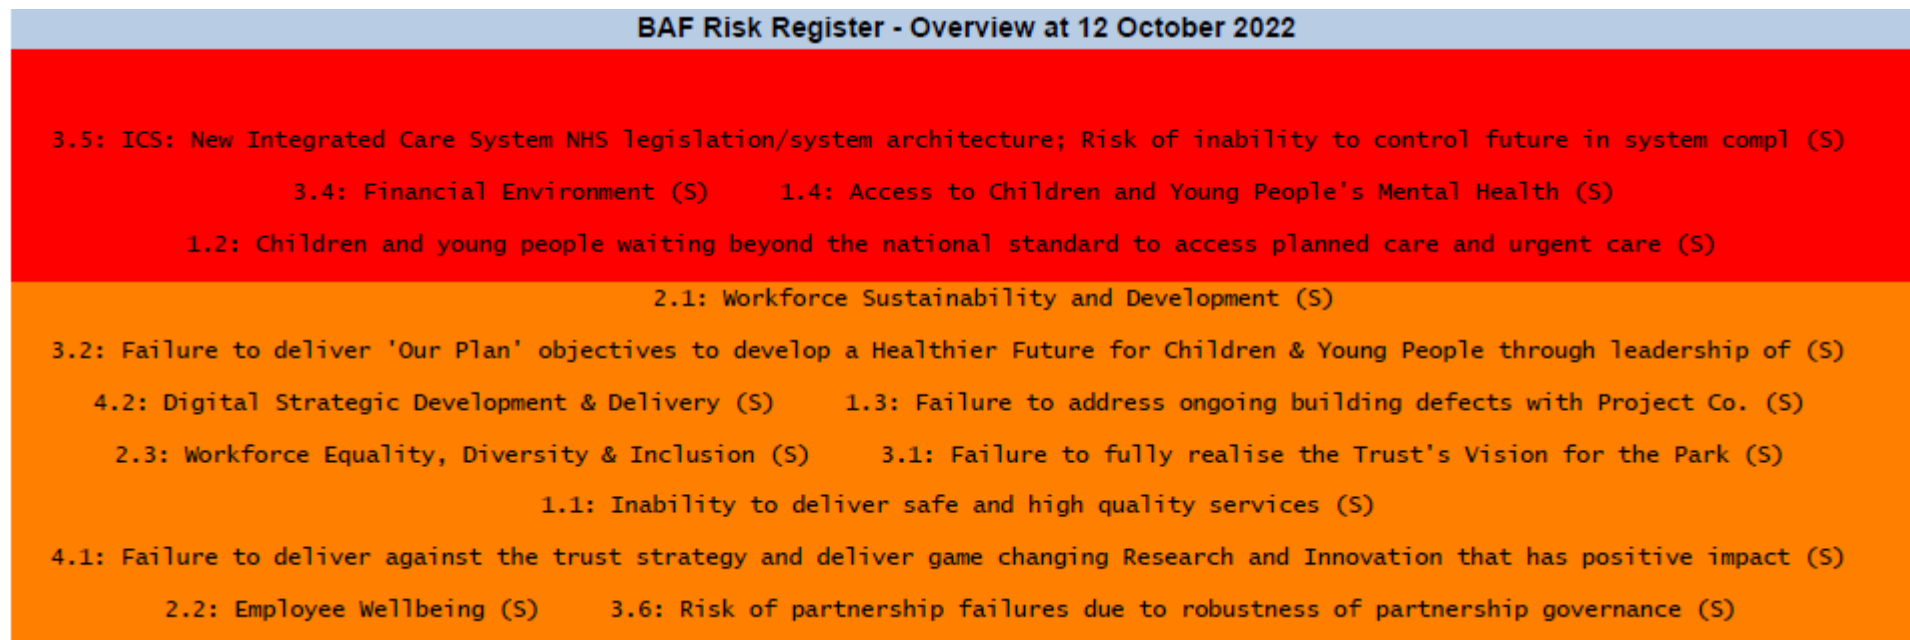 BAF Risk Register - Overview at 12 October 2022
3.5: ICS: New Integrated Care System NHS legislation/system architecture; Risk of inability to control future in system compl (S)
3.4: Financial Environment (S) 1.4: Access to Children and Young People's Mental Health (S)
1.2: Children and young people waiting beyond the national standard to access planned care and urgent care (S)
2.1: Workforce Sustainability and Development (S)
3.2: Failure to deliver 'Our Plan' objectives to develop a Healthier Future for Children & Young People through leadership of (S)
4.2: Digital Strategic Development & Delivery (S) 1.3: Failure to address ongoing building defects with Project Co. (S)
2.3: Workforce Equality, Diversity & Inclusion (S) 3.1: Failure to fully realise the Trust's Vision for the Park (S)
1.1: Inability to deliver safe and high quality services (S)
4.1: Failure to deliver against the trust strategy and deliver game changing Research and Innovation that has positive impact (S)
2.2: Employee Wellbeing (S) 3.6: Risk of partnership failures due to robustness of partnership governance (S)